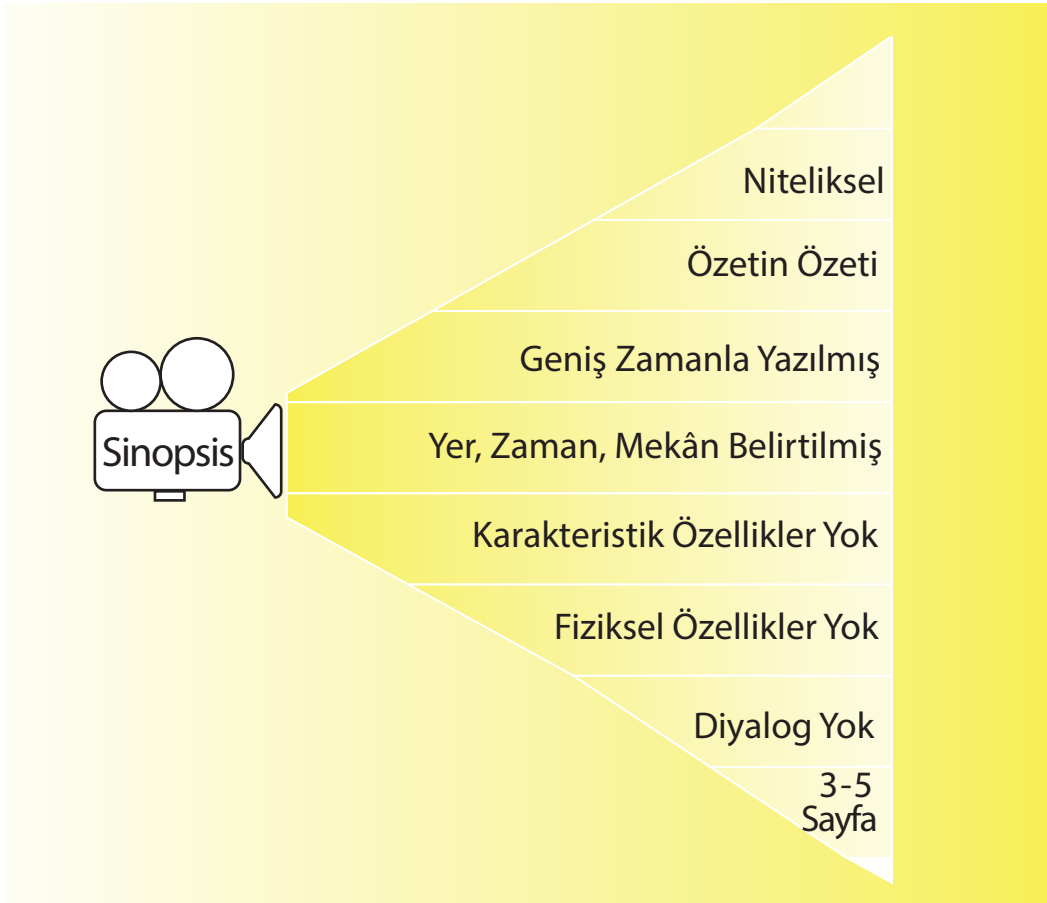 Sinopsis
Niteliksel
Özetin Özeti
Geniş Zamanla Yazılmış
Yer, Zaman, Mekân Belirtilmiş
Karakteristik Özellikler Yok
Fiziksel Özellikler Yok
Diyalog Yok
3-5
Sayfa